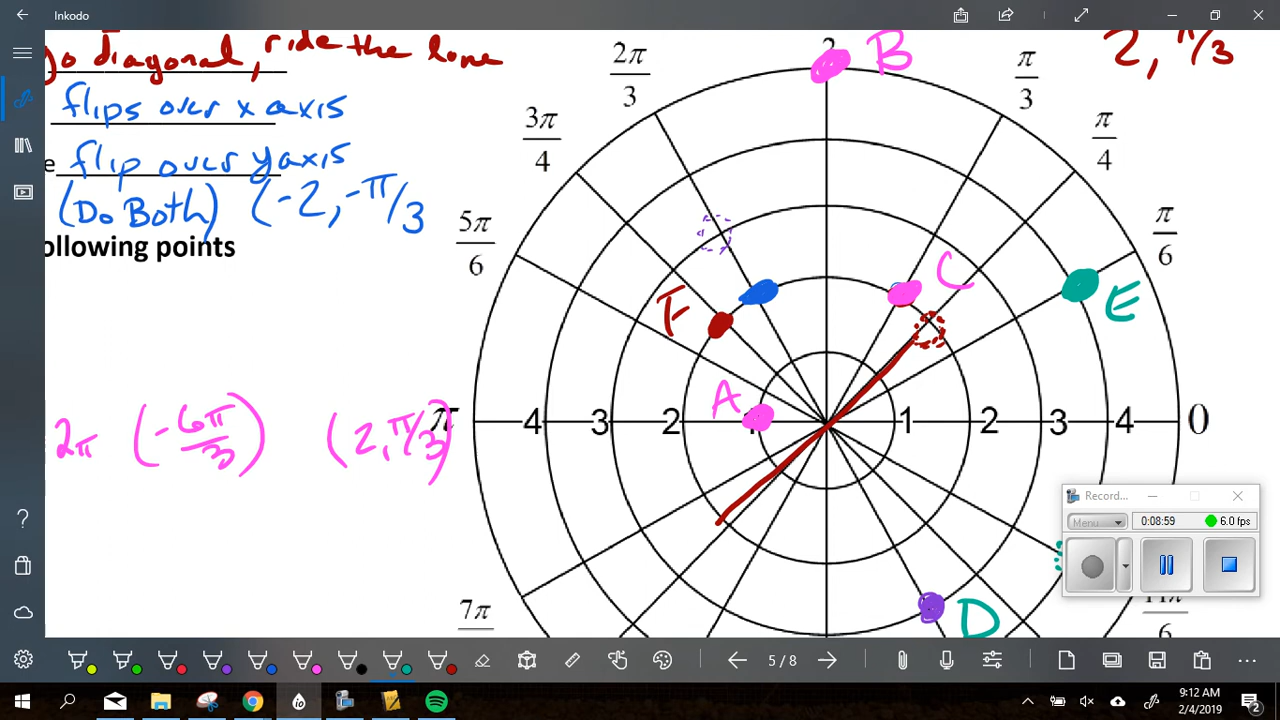 Inkodo
go diagonal, ride the line
flips over x axis
e flip over y axis
(Do Both) (-2, -π/3
ollowing points
2π (-6π/3) (2, π/3)
2, π/3
2
B
2π/3
π/3
3π/4
π/4
5π/6
π/6
C
E
F
A
π 4 3 2 1 1 2 3 4 0
7π
D
6
Record...
Menu 0:08:59 6.0 fps
5 / 8
9:12 AM
2/4/2019
2